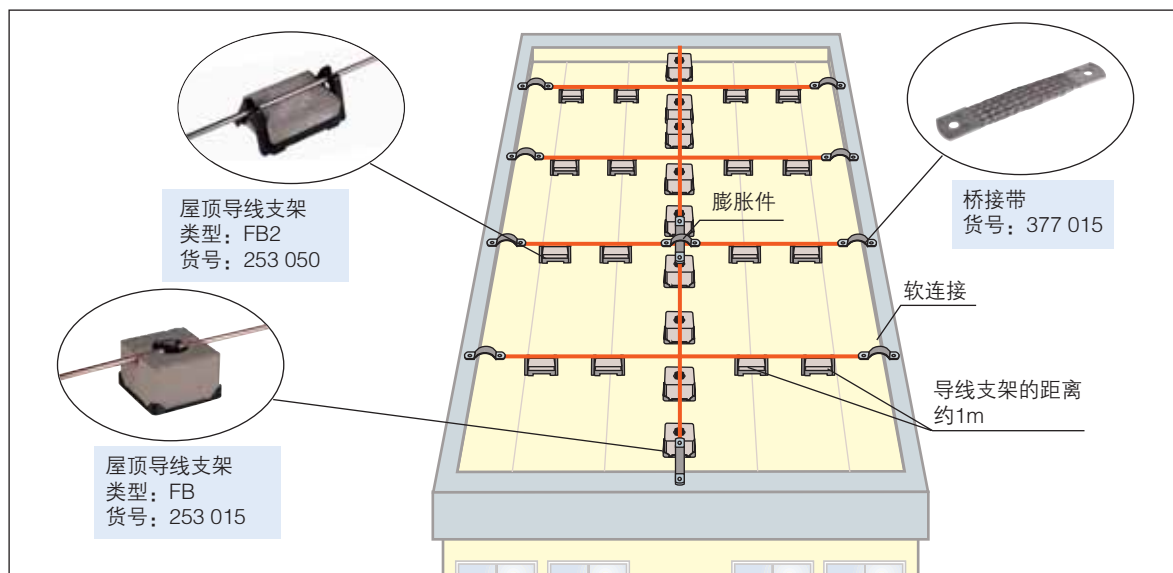 屋顶导线支架
类型：FB2
货号：253 050
膨胀件
桥接带
货号：377 015
软连接
导线支架的距离
约1m
屋顶导线支架
类型：FB
货号：253 015